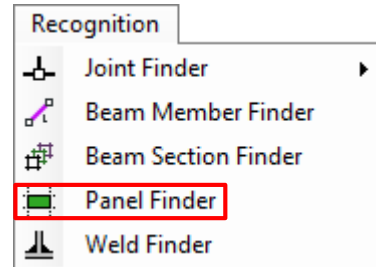 Recognition
Joint Finder
Beam Member Finder
Beam Section Finder
Panel Finder
Weld Finder